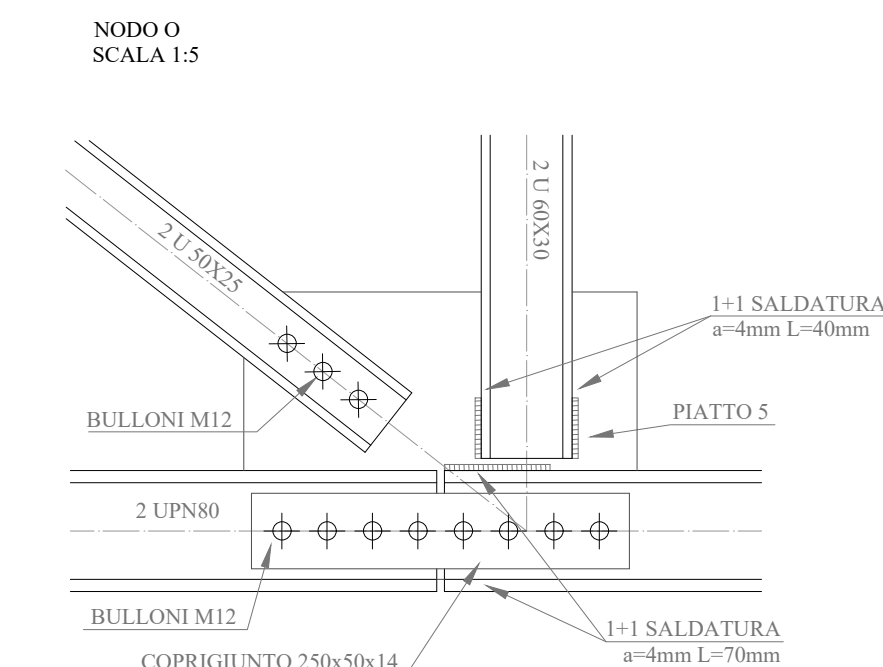 NODO O
SCALA 1:5
2 U 50X25
2 U 60X30
1+1 SALDATURA
a=4mm L=40mm
PIATTO 5
BULLONI M12
2 UPN80
BULLONI M12
1+1 SALDATURA
a=4mm L=70mm
COPRIGIUNTO 250x50x14